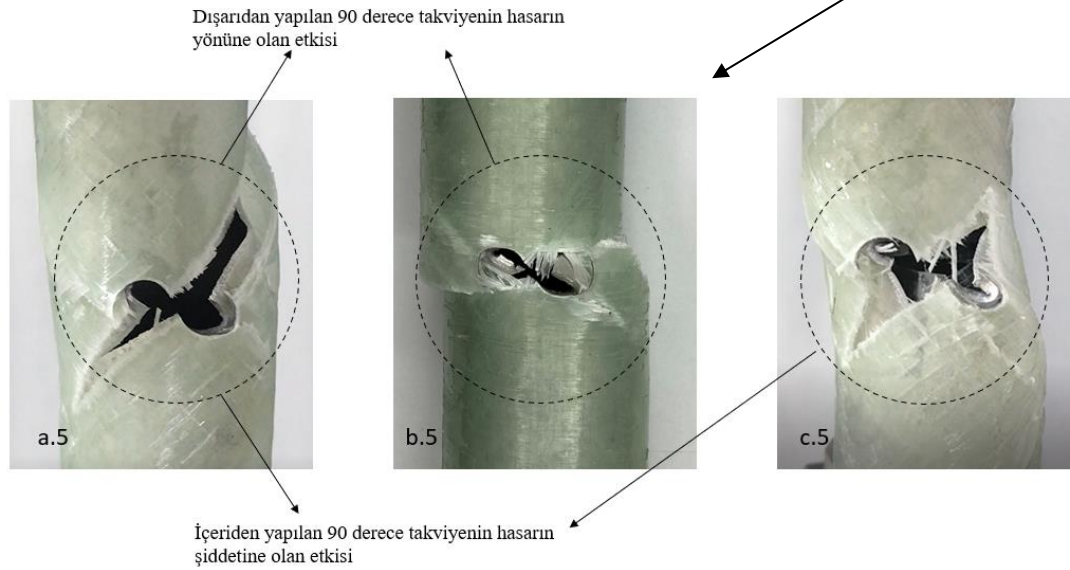 Dışarıdan yapılan 90 derece takviyenin hasarın
yönüne olan etkisi
a.5
b.5
c.5
İçeriden yapılan 90 derece takviyenin hasarın
şiddetine olan etkisi